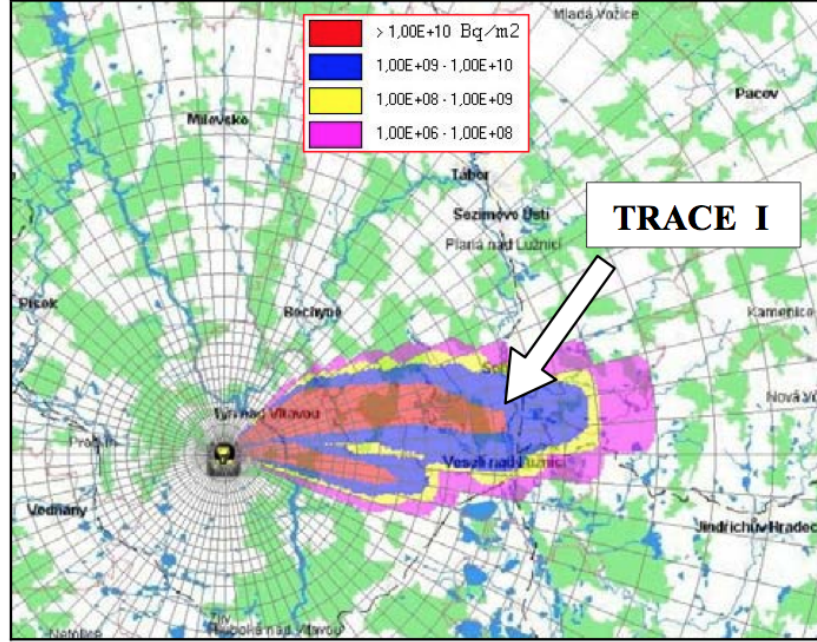 > 1,00E+10 Bq/m2
1,00E+09 - 1,00E+10
1,00E+08 - 1,00E+09
1,00E+06 - 1,00E+08
Mladá Vožice
Pacov
Milevsko
Tábor
Sezimovo Ústí
Planá nad Lužnicí
TRACE I
Písek
Bechyně
Kamenice
Týn nad Vltavou
Veselí nad Lužnicí
Vodňany
Jindřichův Hradec
Netolice
Hluboká nad Vltavou